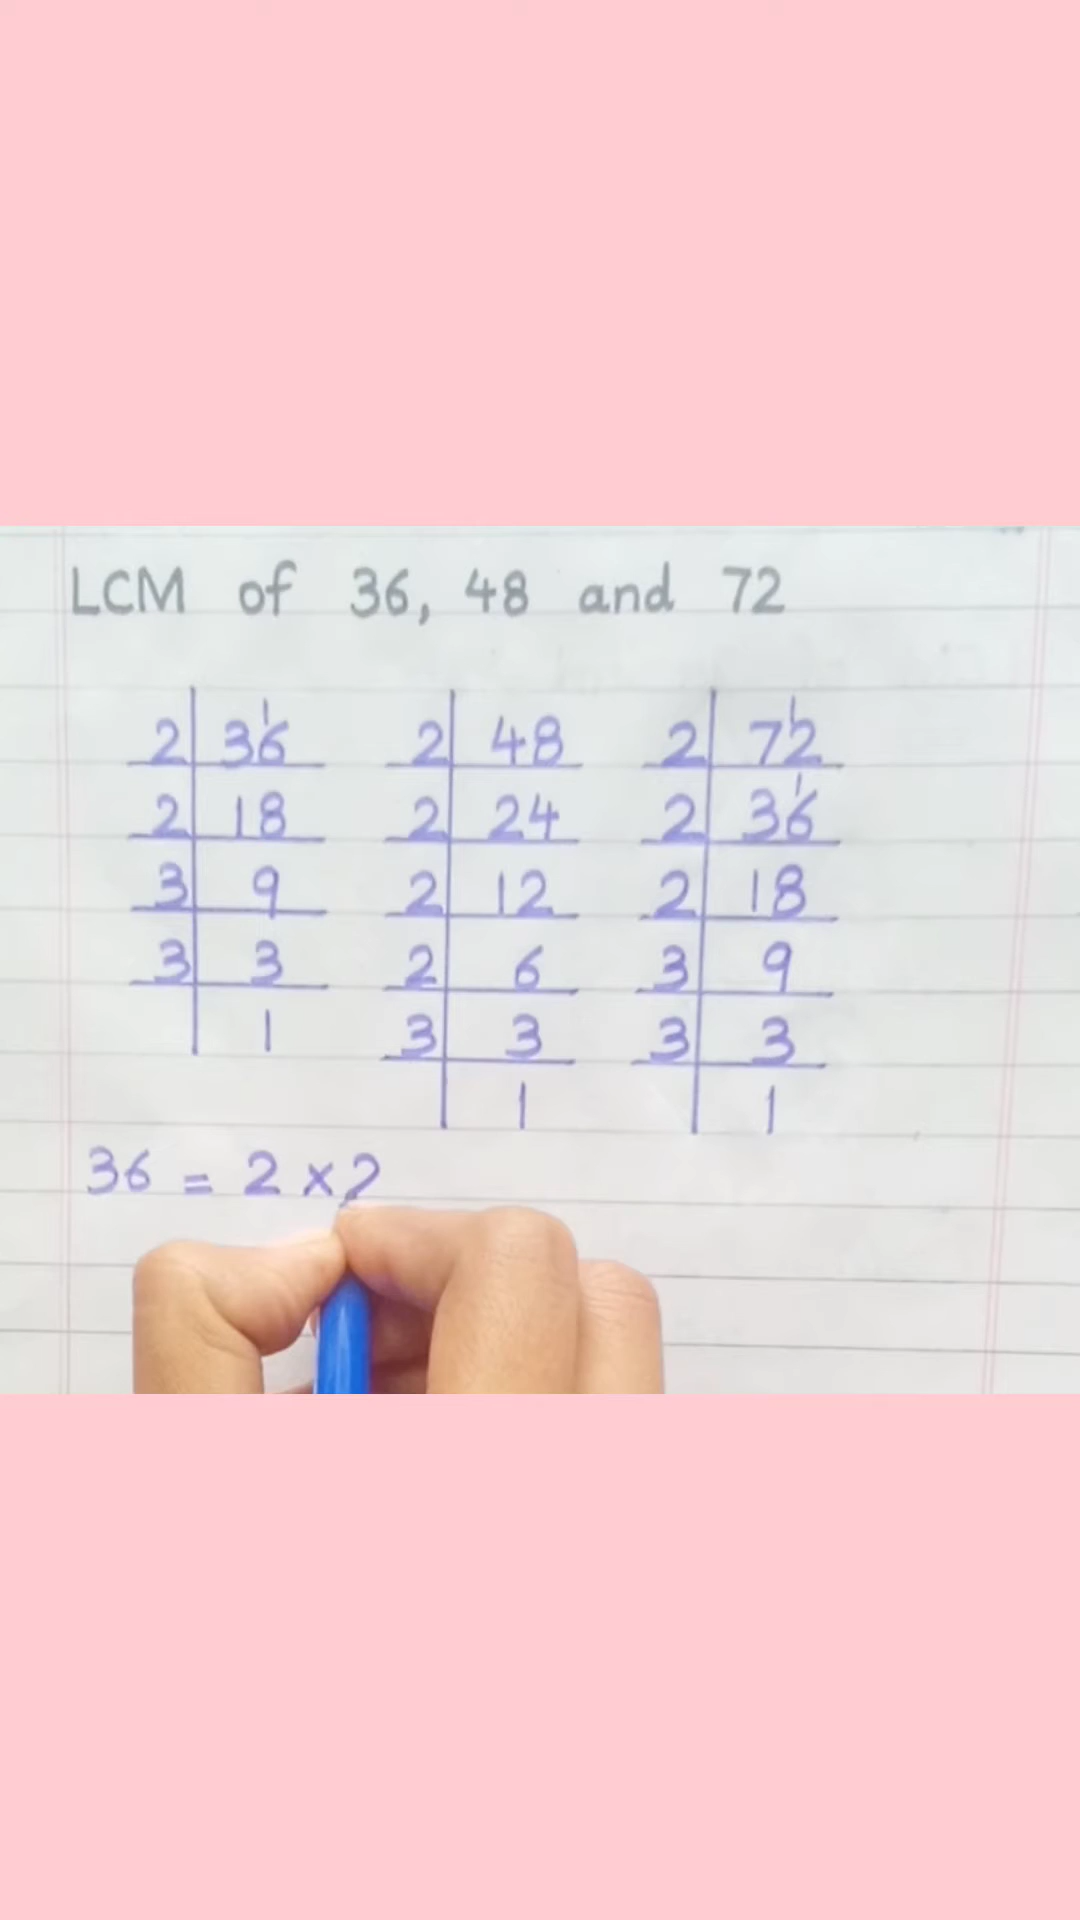 LCM of 36, 48 and 72
2 36 2 48 2 72
2 18 2 24 2 36
3 9 2 12 2 18
3 3 2 6 3 9
1 3 3 3 3
1 1
36 = 2 × 2